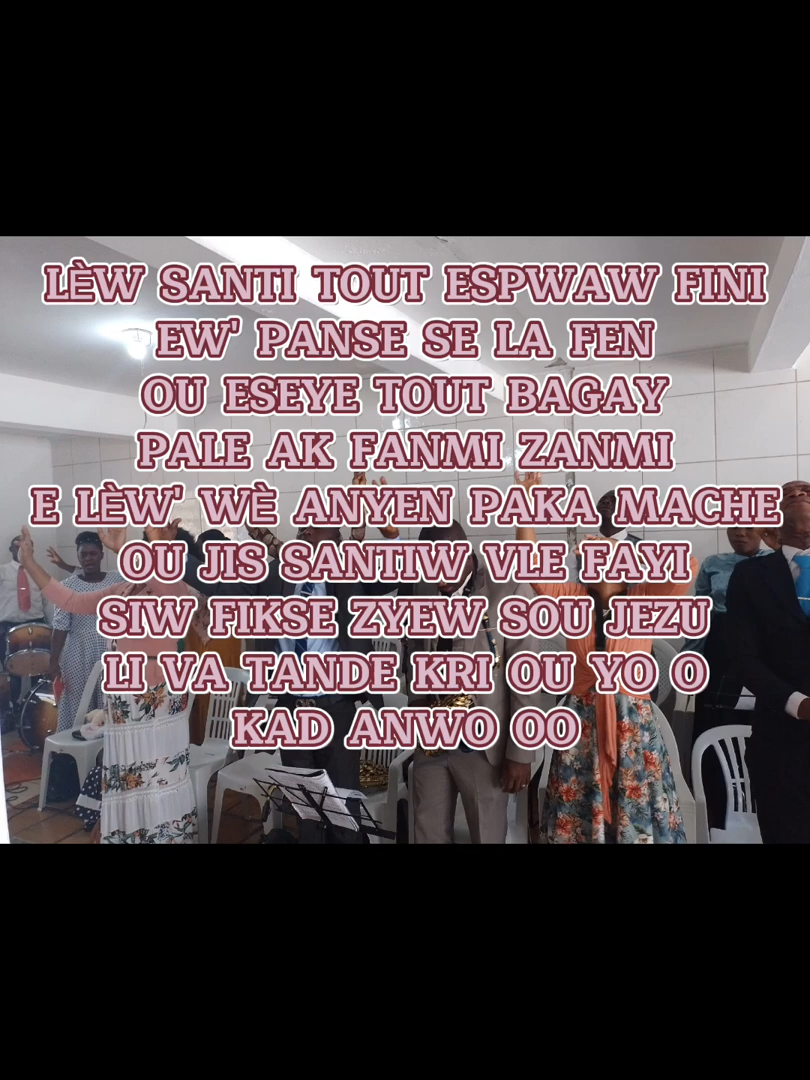 LÈW SANTI TOUT ESPWAW FINI
EW' PANSE SE LA FEN
OU ESEYE TOUT BAGAY
PALE AK FANMI ZANMI
E LÈW' WÈ ANYEN PAKA MACHE
OU JIS SANTIW VLE FAYI
SIW FIKSE ZYEW SOU JEZU
LI VA TANDE KRI OU YO O
KAD ANWO OO